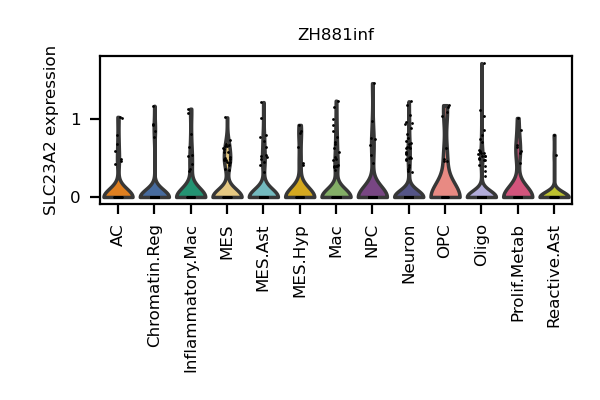 ZH881inf
SLC23A2 expression
1
0
AC
Chromatin.Reg
Inflammatory.Mac
MES
MES.Ast
MES.Hyp
Mac
NPC
Neuron
OPC
Oligo
Prolif.Metab
Reactive.Ast